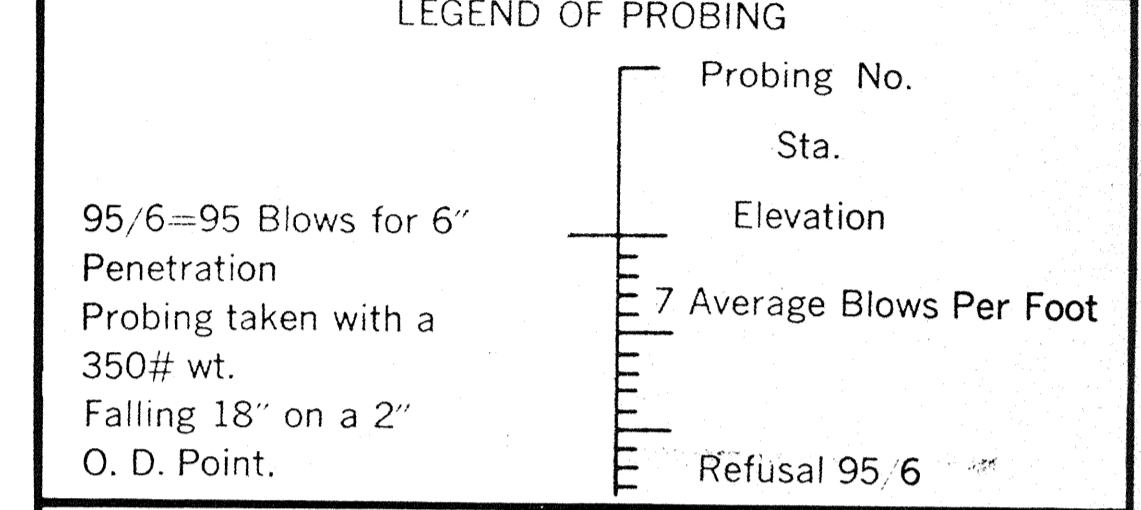 LEGEND OF PROBING
Probing No.
Sta.
Elevation
7 Average Blows Per Foot
Refusal 95/6
95/6=95 Blows for 6"
Penetration
Probing taken with a
350# wt.
Falling 18" on a 2"
O. D. Point.